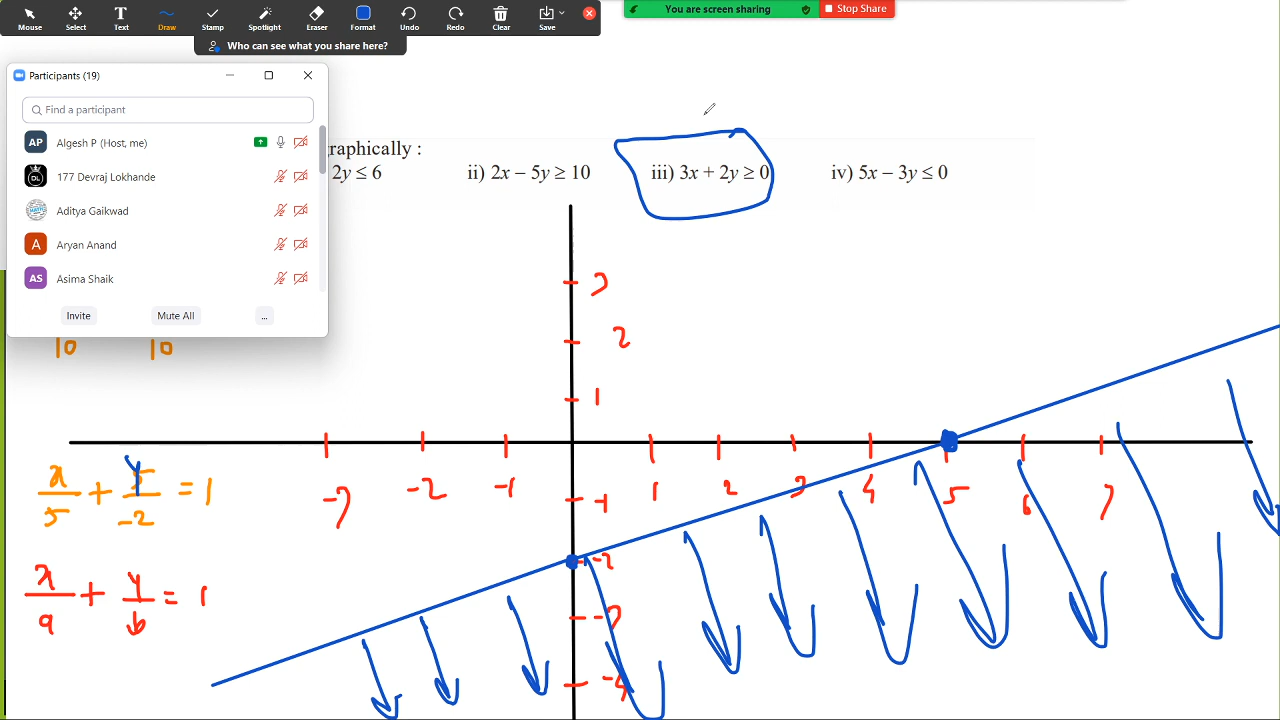 Mouse Select Text Draw Stamp Spotlight Eraser Format Undo Redo Clear Save
You are screen sharing Stop Share
Who can see what you share here?
Participants (19)
Find a participant
AP Algesh P (Host, me)
DL 177 Devraj Lokhande
Aditya Gaikwad
A Aryan Anand
AS Asima Shaik
Invite Mute All ...
raphically :
2y ≤ 6 ii) 2x − 5y ≥ 10 iii) 3x + 2y ≥ 0 iv) 5x − 3y ≤ 0
3
2
1
10 10
-3 -2 -1 1 2 3 4 5 6 7
-1
-2
-3
-4
x/5 + y/-2 = 1
x/a + y/b = 1